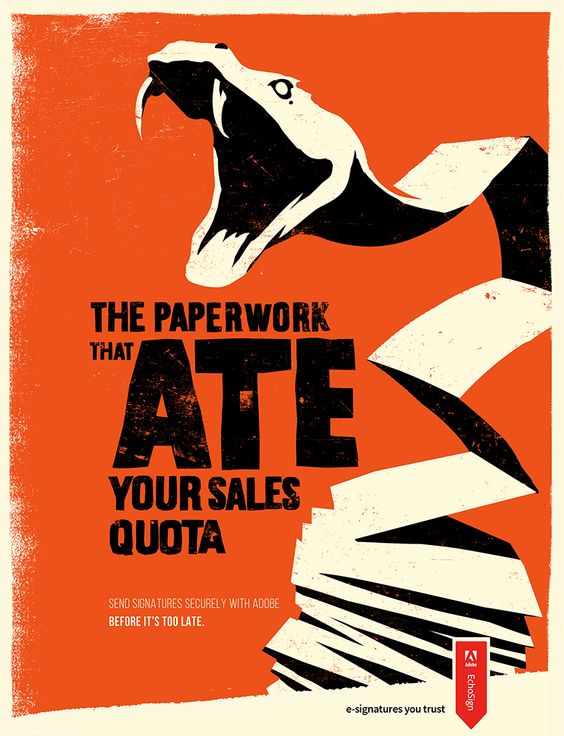 THE PAPERWORK
THAT ATE
YOUR SALES
QUOTA
SEND SIGNATURES SECURELY WITH ADOBE
BEFORE IT'S TOO LATE.
e-signatures you trust
Adobe
EchoSign